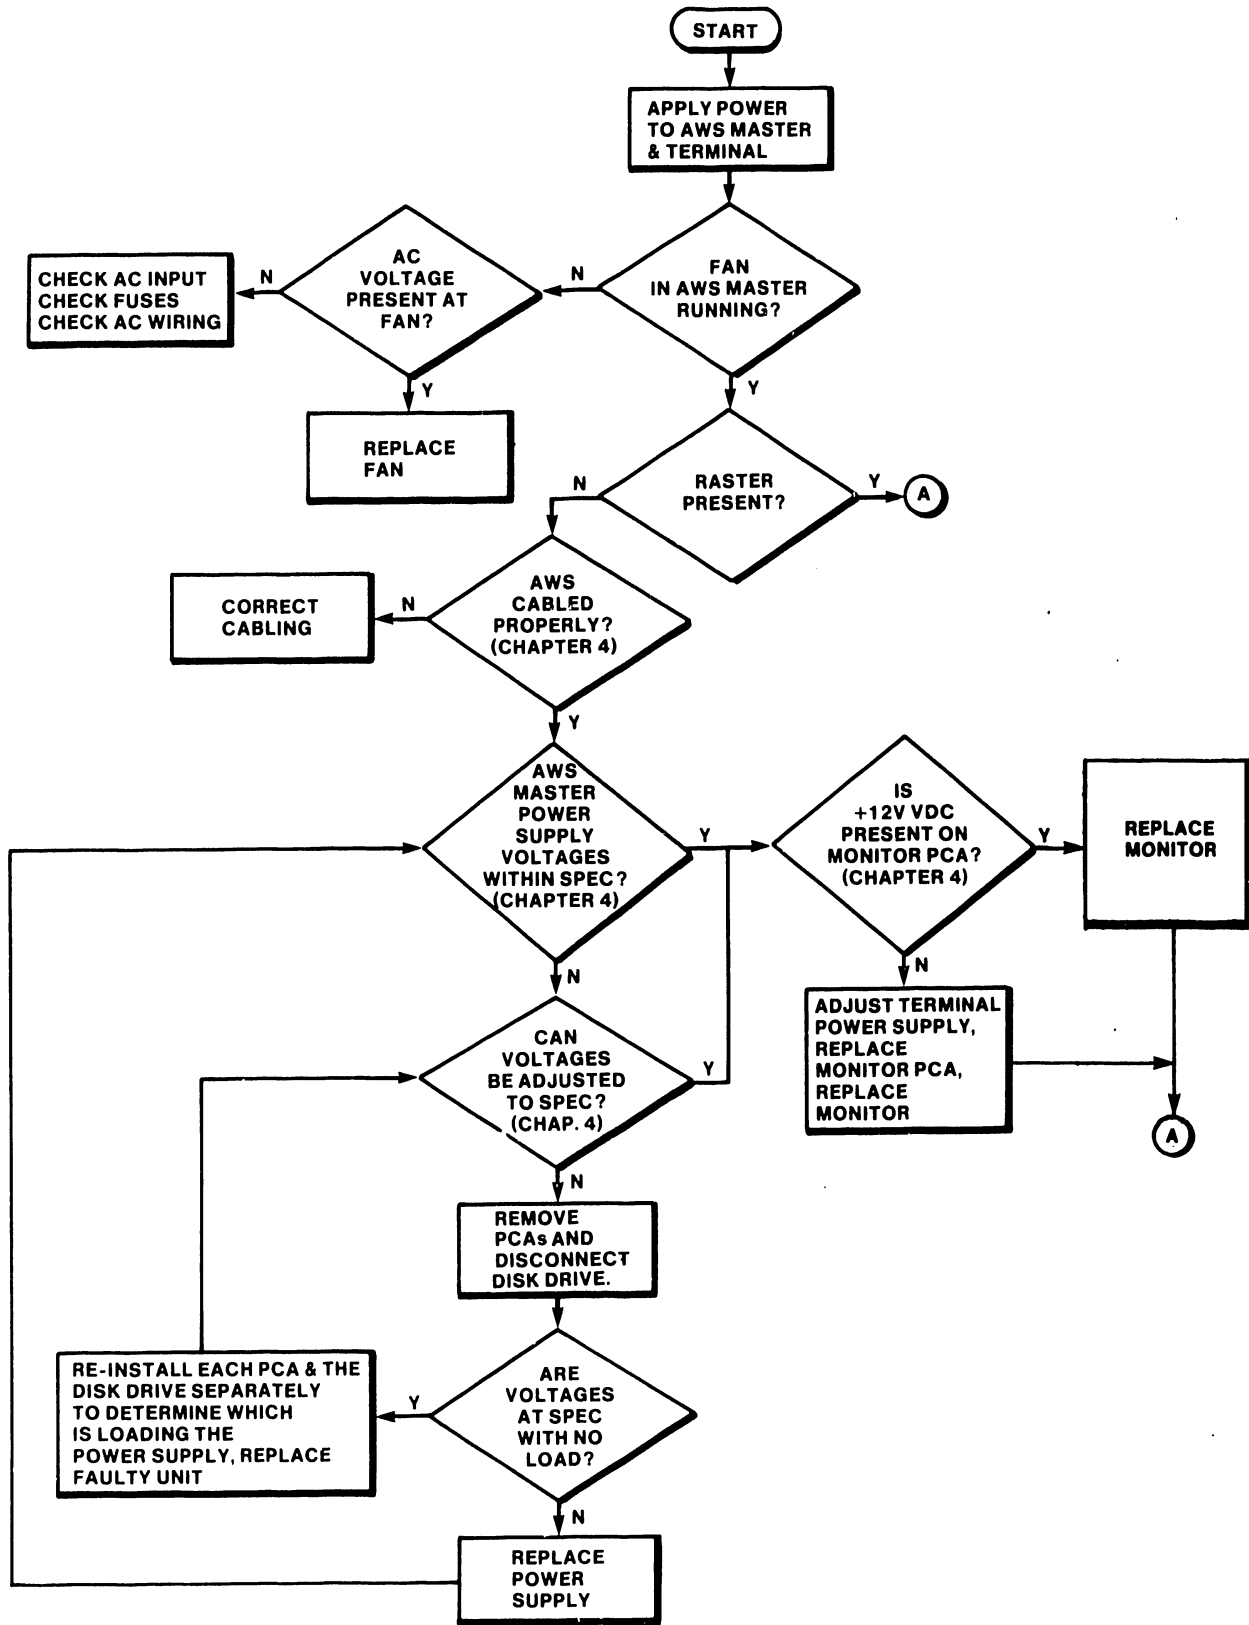 START
APPLY POWER
TO AWS MASTER
& TERMINAL
FAN
IN AWS MASTER
RUNNING?
N
Y
AC
VOLTAGE
PRESENT AT
FAN?
N
Y
CHECK AC INPUT
CHECK FUSES
CHECK AC WIRING
REPLACE
FAN
RASTER
PRESENT?
N
Y
A
AWS
CABLED
PROPERLY?
(CHAPTER 4)
N
Y
CORRECT
CABLING
AWS
MASTER
POWER
SUPPLY
VOLTAGES
WITHIN SPEC?
(CHAPTER 4)
Y
N
IS
+12V VDC
PRESENT ON
MONITOR PCA?
(CHAPTER 4)
Y
N
REPLACE
MONITOR
ADJUST TERMINAL
POWER SUPPLY,
REPLACE
MONITOR PCA,
REPLACE
MONITOR
A
CAN
VOLTAGES
BE ADJUSTED
TO SPEC?
(CHAP. 4)
Y
N
REMOVE
PCAs AND
DISCONNECT
DISK DRIVE.
ARE
VOLTAGES
AT SPEC
WITH NO
LOAD?
Y
N
RE-INSTALL EACH PCA & THE
DISK DRIVE SEPARATELY
TO DETERMINE WHICH
IS LOADING THE
POWER SUPPLY, REPLACE
FAULTY UNIT
REPLACE
POWER
SUPPLY